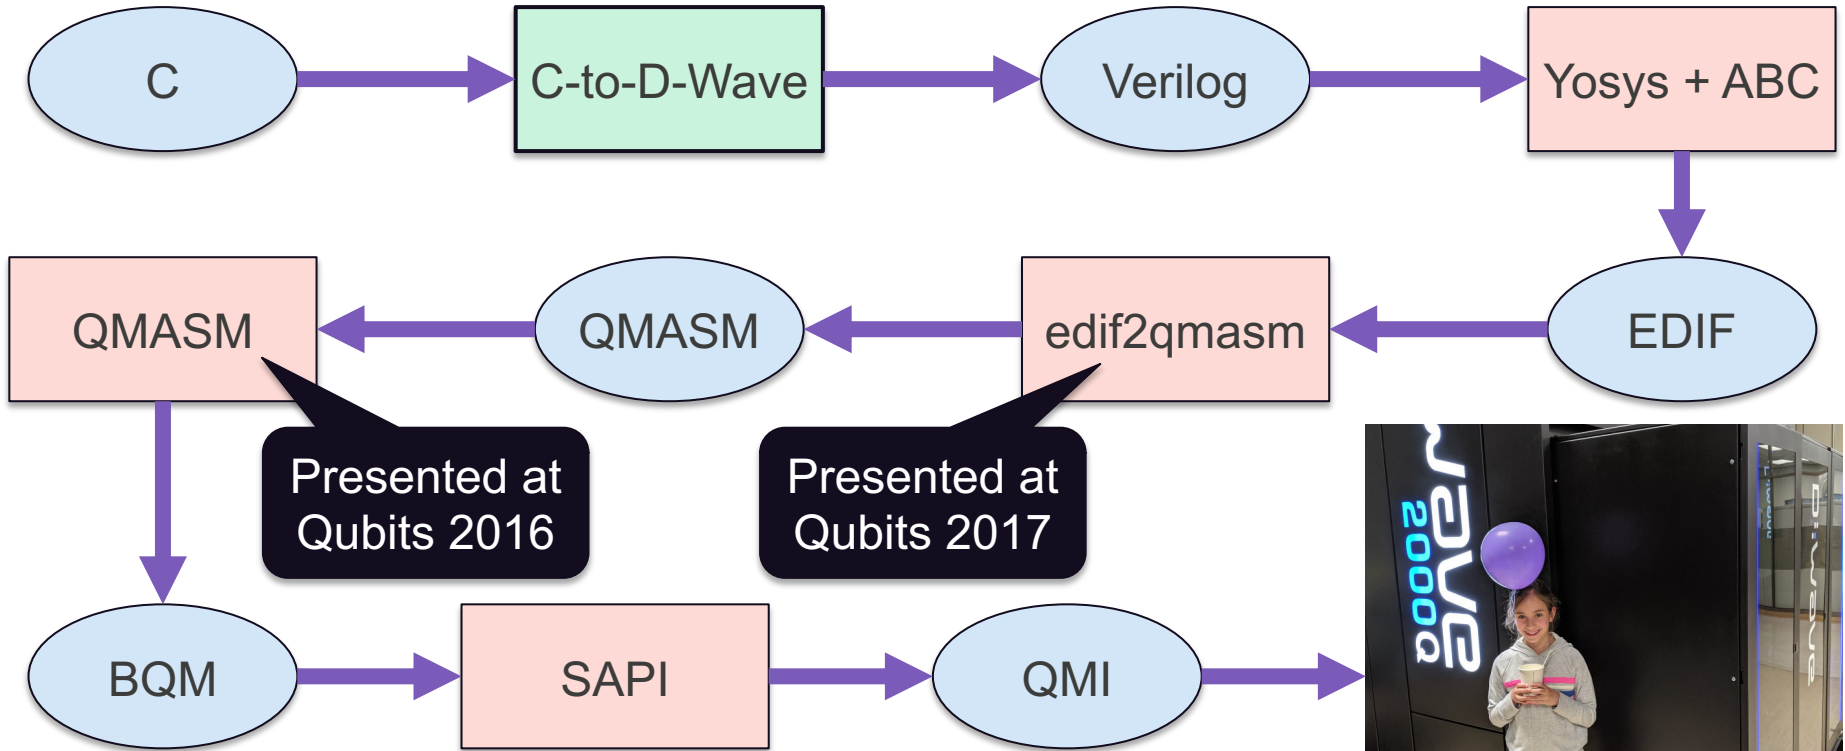 C
C-to-D-Wave
Verilog
Yosys + ABC
QMASM
QMASM
edif2qmasm
EDIF
Presented at
Qubits 2016
Presented at
Qubits 2017
BQM
SAPI
QMI
wave
2000Q
D:wave